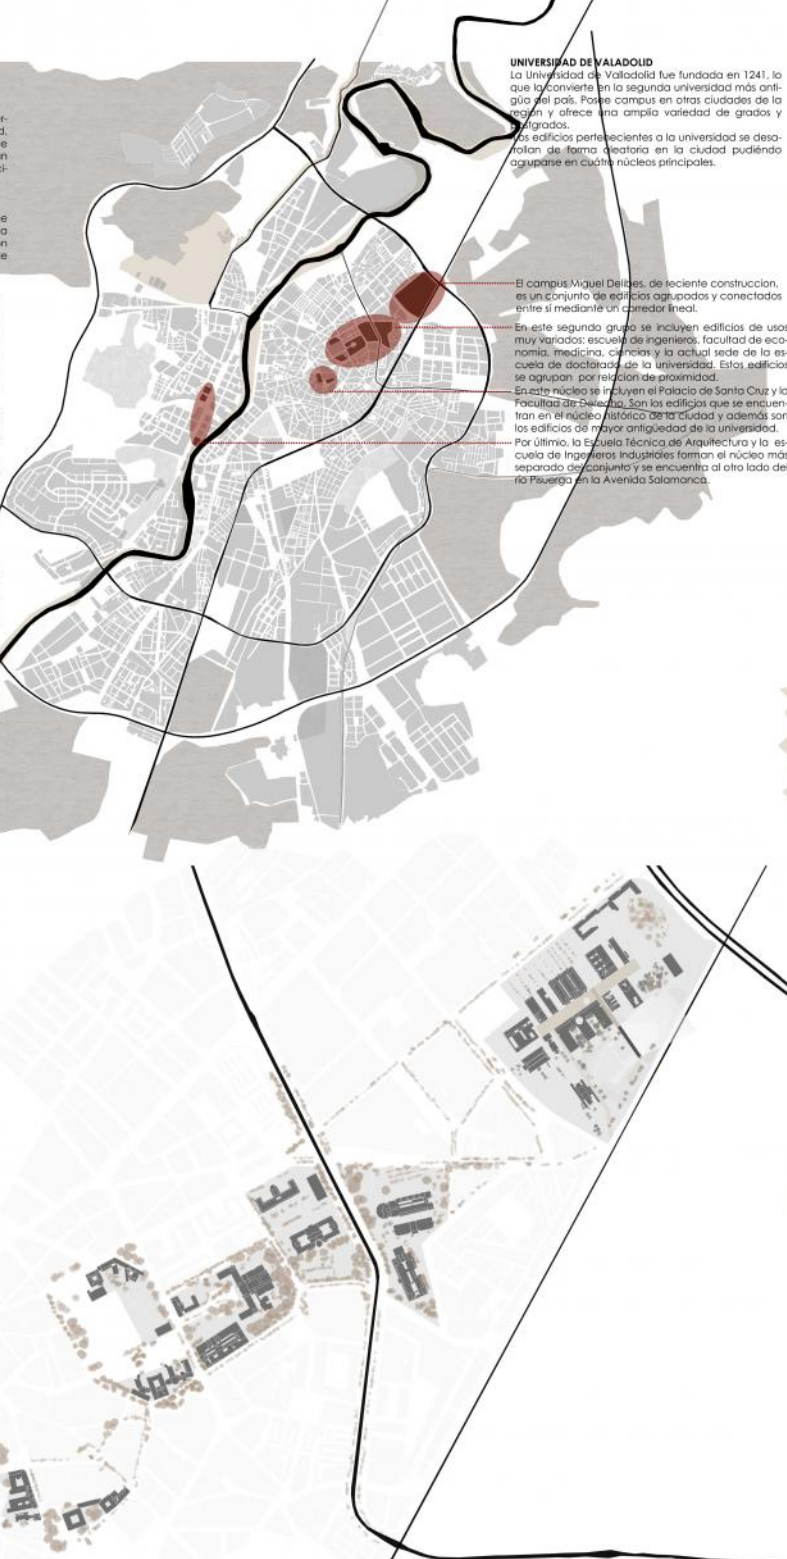 UNIVERSIDAD DE VALADOLID
La Universidad de Valladolid fue fundada en 1241, lo
que la convierte en la segunda universidad más anti-
güa del país. Posee campus en otras ciudades de la
región y ofrece una amplia variedad de grados y
postgrados.
Los edificios pertenecientes a la universidad se desa-
rrollan de forma aleatoria en la ciudad pudiéndo
agruparse en cuátro núcleos principales.
El campus Miguel Delibes, de reciente construccion,
es un conjunto de edificios agrupados y conectados
entre sí mediante un corredor lineal.
En este segundo grupo se incluyen edificios de usos
muy variados: escuela de ingenieros, facultad de eco-
nomia, medicina, ciencias y la actual sede de la es-
cuela de doctorado de la universidad. Estos edificios
se agrupan por relación de proximidad.
En este núcleo se incluyen el Palacio de Santa Cruz y la
Facultad de Derecho. Son los edificios que se encuen-
tran en el núcleo histórico de la ciudad y además son
los edificios de mayor antigüedad de la universidad.
Por último, la Escuela Técnica de Arquitectura y la es-
cuela de Ingenieros Industriales forman el núcleo más
separado del conjunto y se encuentra al otro lado del
río Pisuerga en la Avenida Salamanca.